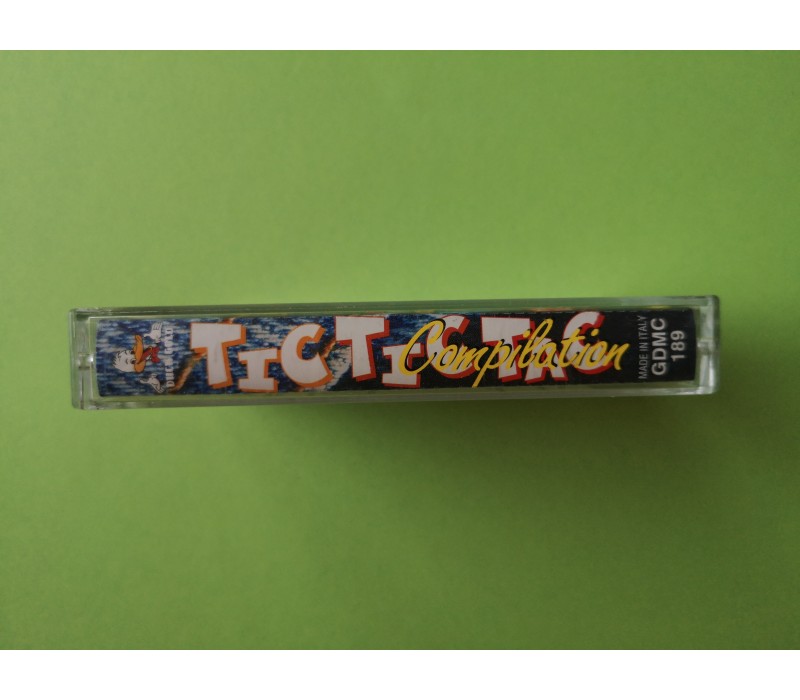 TIC TIC TAC
Compilation
MADE IN ITALY
GDMC
189